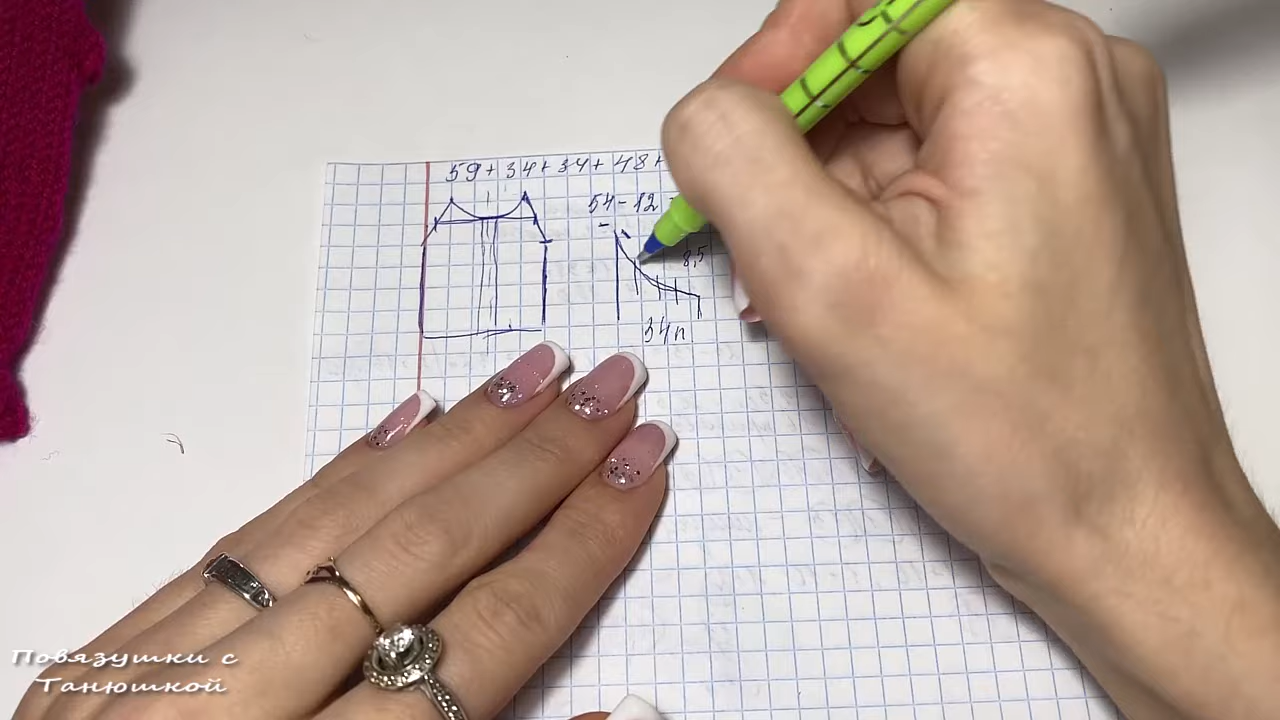 59+34+34+48+
54-12
8,5
34п
Повязушки с
Танюшкой